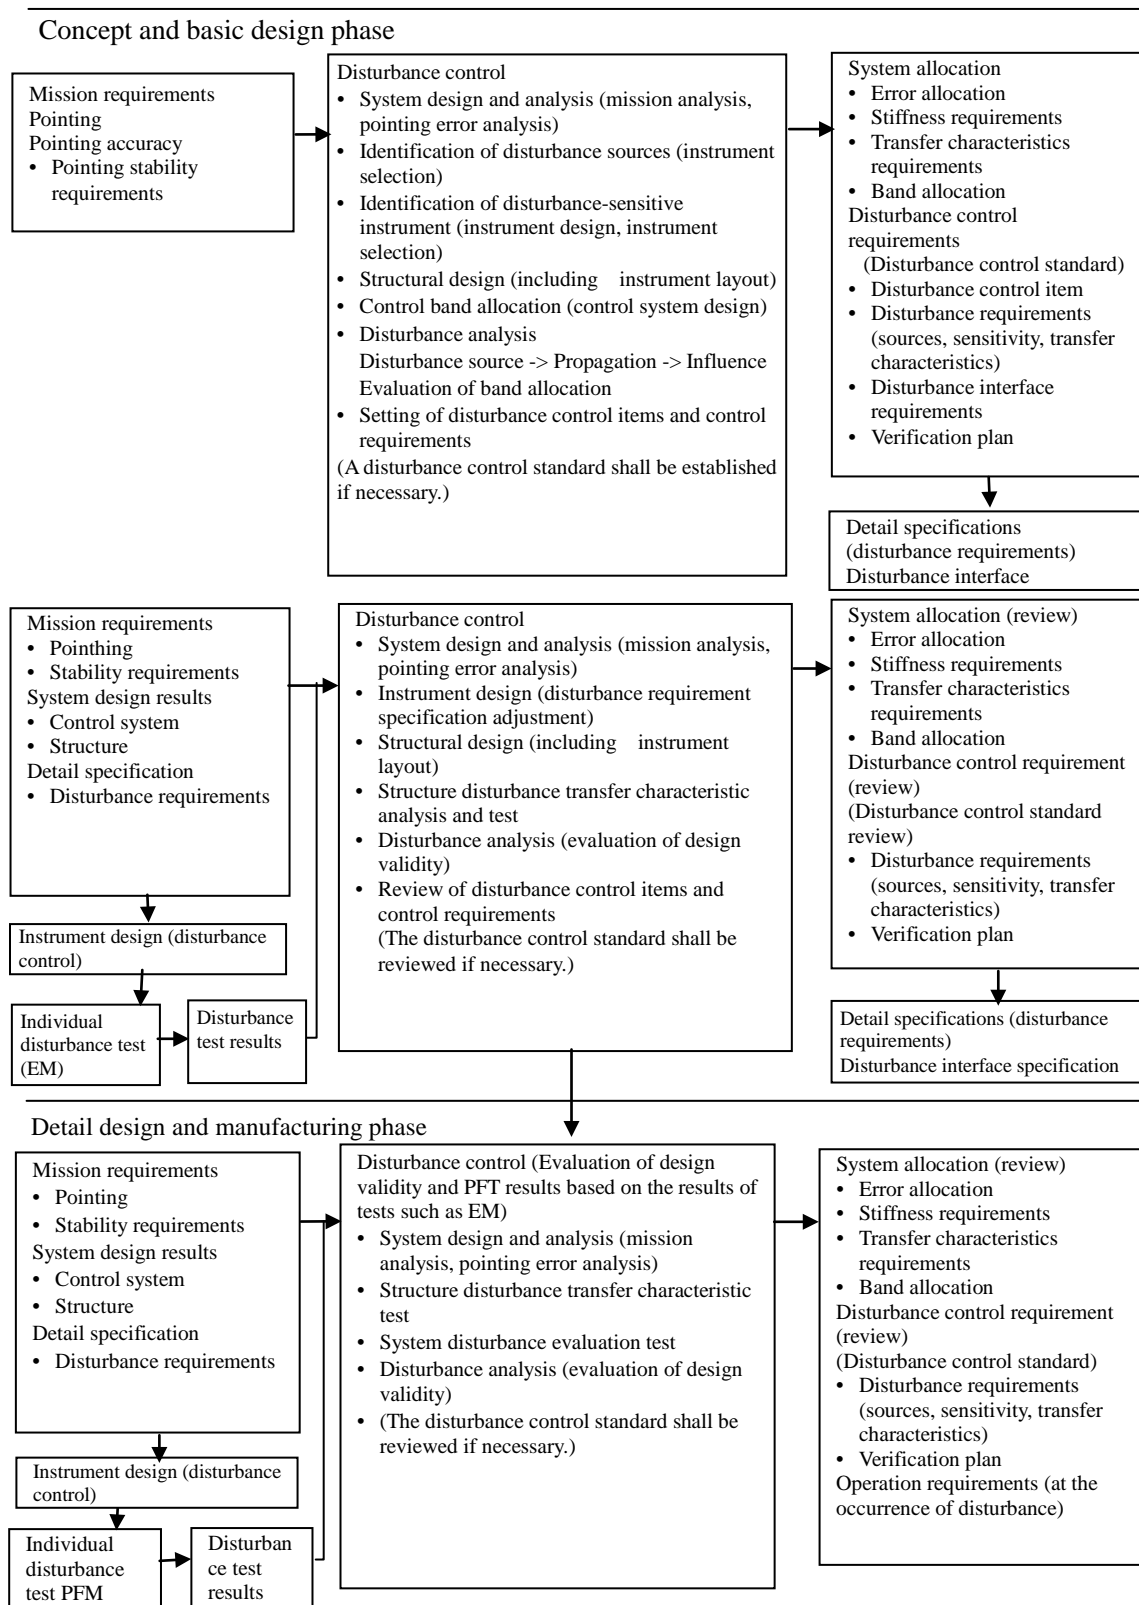 Concept and basic design phase
Mission requirements
Pointing
Pointing accuracy
• Pointing stability
requirements
Disturbance control
• System design and analysis (mission analysis,
pointing error analysis)
• Identification of disturbance sources (instrument
selection)
• Identification of disturbance-sensitive
instrument (instrument design, instrument
selection)
• Structural design (including instrument layout)
• Control band allocation (control system design)
• Disturbance analysis
Disturbance source -> Propagation -> Influence
Evaluation of band allocation
• Setting of disturbance control items and control
requirements
(A disturbance control standard shall be established
if necessary.)
System allocation
• Error allocation
• Stiffness requirements
• Transfer characteristics
requirements
• Band allocation
Disturbance control
requirements
(Disturbance control standard)
• Disturbance control item
• Disturbance requirements
(sources, sensitivity, transfer
characteristics)
• Disturbance interface
requirements
• Verification plan
Detail specifications
(disturbance requirements)
Disturbance interface
Mission requirements
• Pointhing
• Stability requirements
System design results
• Control system
• Structure
Detail specification
• Disturbance requirements
Instrument design (disturbance
control)
Individual
disturbance test
(EM)
Disturbance
test results
Disturbance control
• System design and analysis (mission analysis,
pointing error analysis)
• Instrument design (disturbance requirement
specification adjustment)
• Structural design (including instrument
layout)
• Structure disturbance transfer characteristic
analysis and test
• Disturbance analysis (evaluation of design
validity)
• Review of disturbance control items and
control requirements
(The disturbance control standard shall be
reviewed if necessary.)
System allocation (review)
• Error allocation
• Stiffness requirements
• Transfer characteristics
requirements
• Band allocation
Disturbance control requirement
(review)
(Disturbance control standard
review)
• Disturbance requirements
(sources, sensitivity, transfer
characteristics)
• Verification plan
Detail specifications (disturbance
requirements)
Disturbance interface specification
Detail design and manufacturing phase
Mission requirements
• Pointing
• Stability requirements
System design results
• Control system
• Structure
Detail specification
• Disturbance requirements
Instrument design (disturbance
control)
Individual
disturbance
test PFM
Disturban
ce test
results
Disturbance control (Evaluation of design
validity and PFT results based on the results of
tests such as EM)
• System design and analysis (mission
analysis, pointing error analysis)
• Structure disturbance transfer characteristic
test
• System disturbance evaluation test
• Disturbance analysis (evaluation of design
validity)
• (The disturbance control standard shall be
reviewed if necessary.)
System allocation (review)
• Error allocation
• Stiffness requirements
• Transfer characteristics
requirements
• Band allocation
Disturbance control requirement
(review)
(Disturbance control standard)
• Disturbance requirements
(sources, sensitivity, transfer
characteristics)
• Verification plan
Operation requirements (at the
occurrence of disturbance)